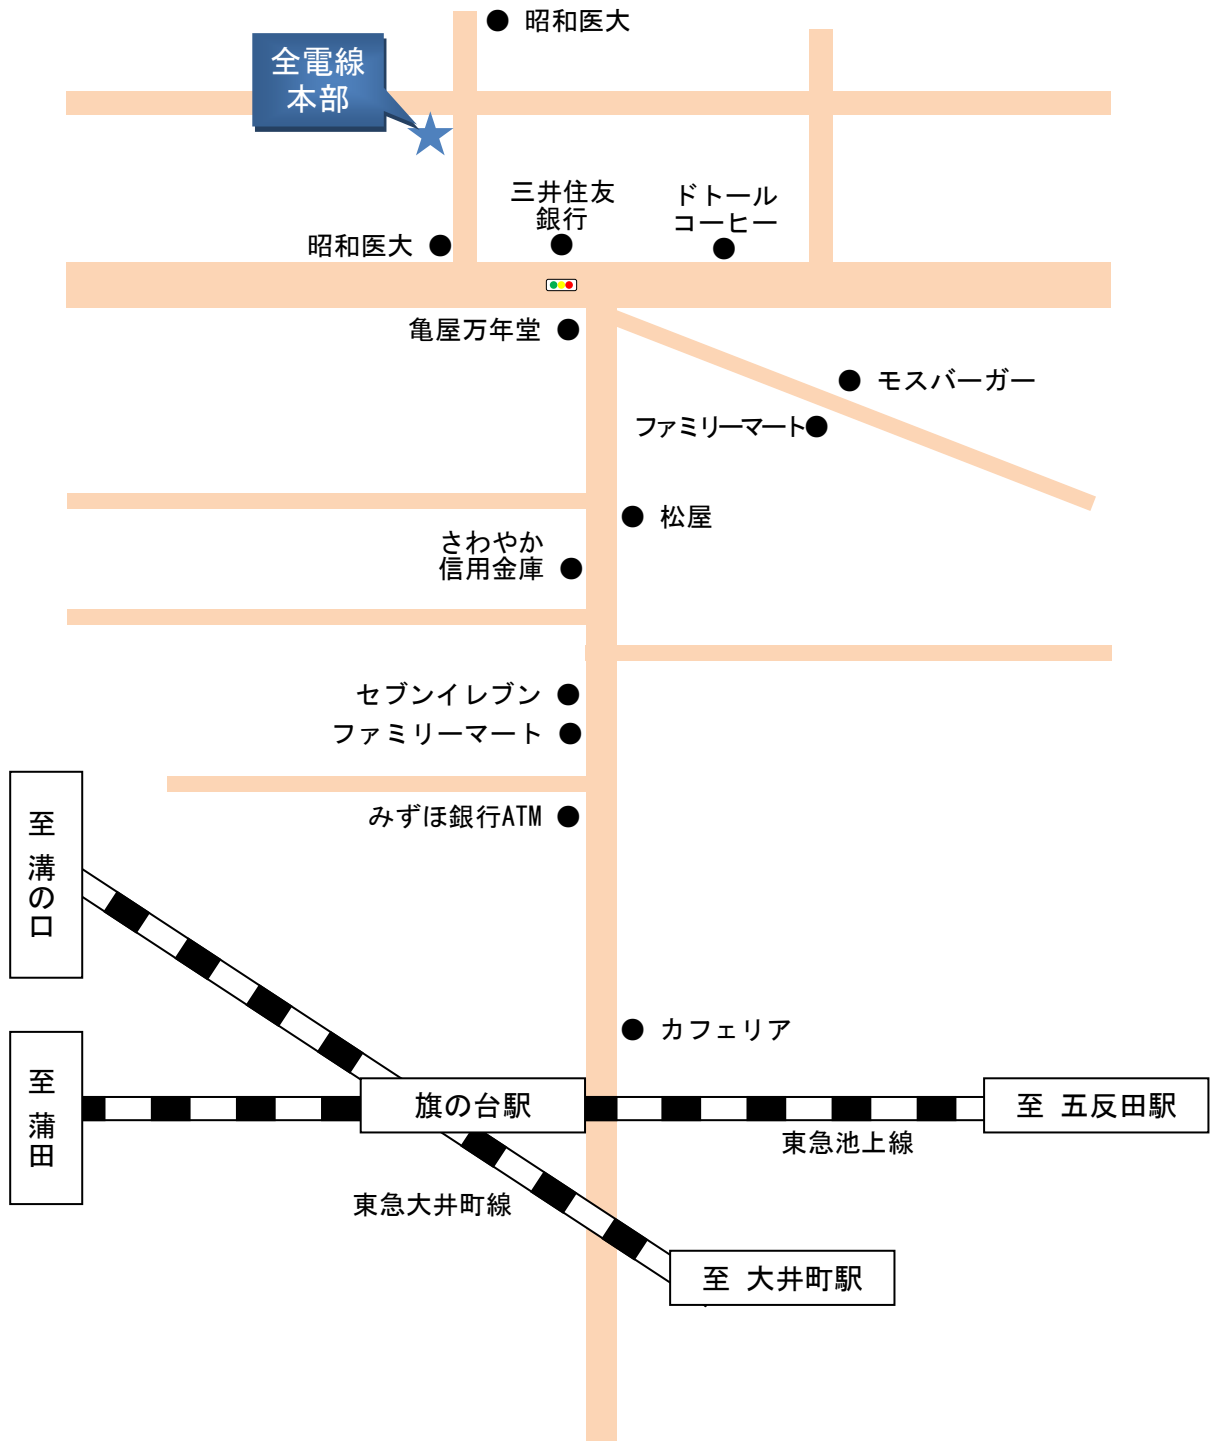 昭和医大
全電線
本部
三井住友
銀行
ドトール
コーヒー
昭和医大
亀屋万年堂
モスバーガー
ファミリーマート
松屋
さわやか
信用金庫
セブンイレブン
ファミリーマート
みずほ銀行ATM
至 溝の口
カフェリア
至 蒲田
旗の台駅
至 五反田駅
東急池上線
東急大井町線
至 大井町駅